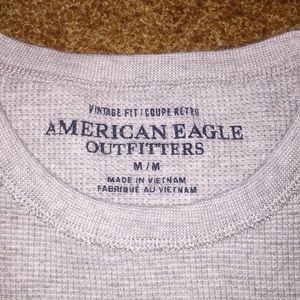 VINTAGE FIT / COUPE RÉTRO
AMERICAN EAGLE
OUTFITTERS
M / M
MADE IN VIETNAM
FABRIQUÉ AU VIETNAM